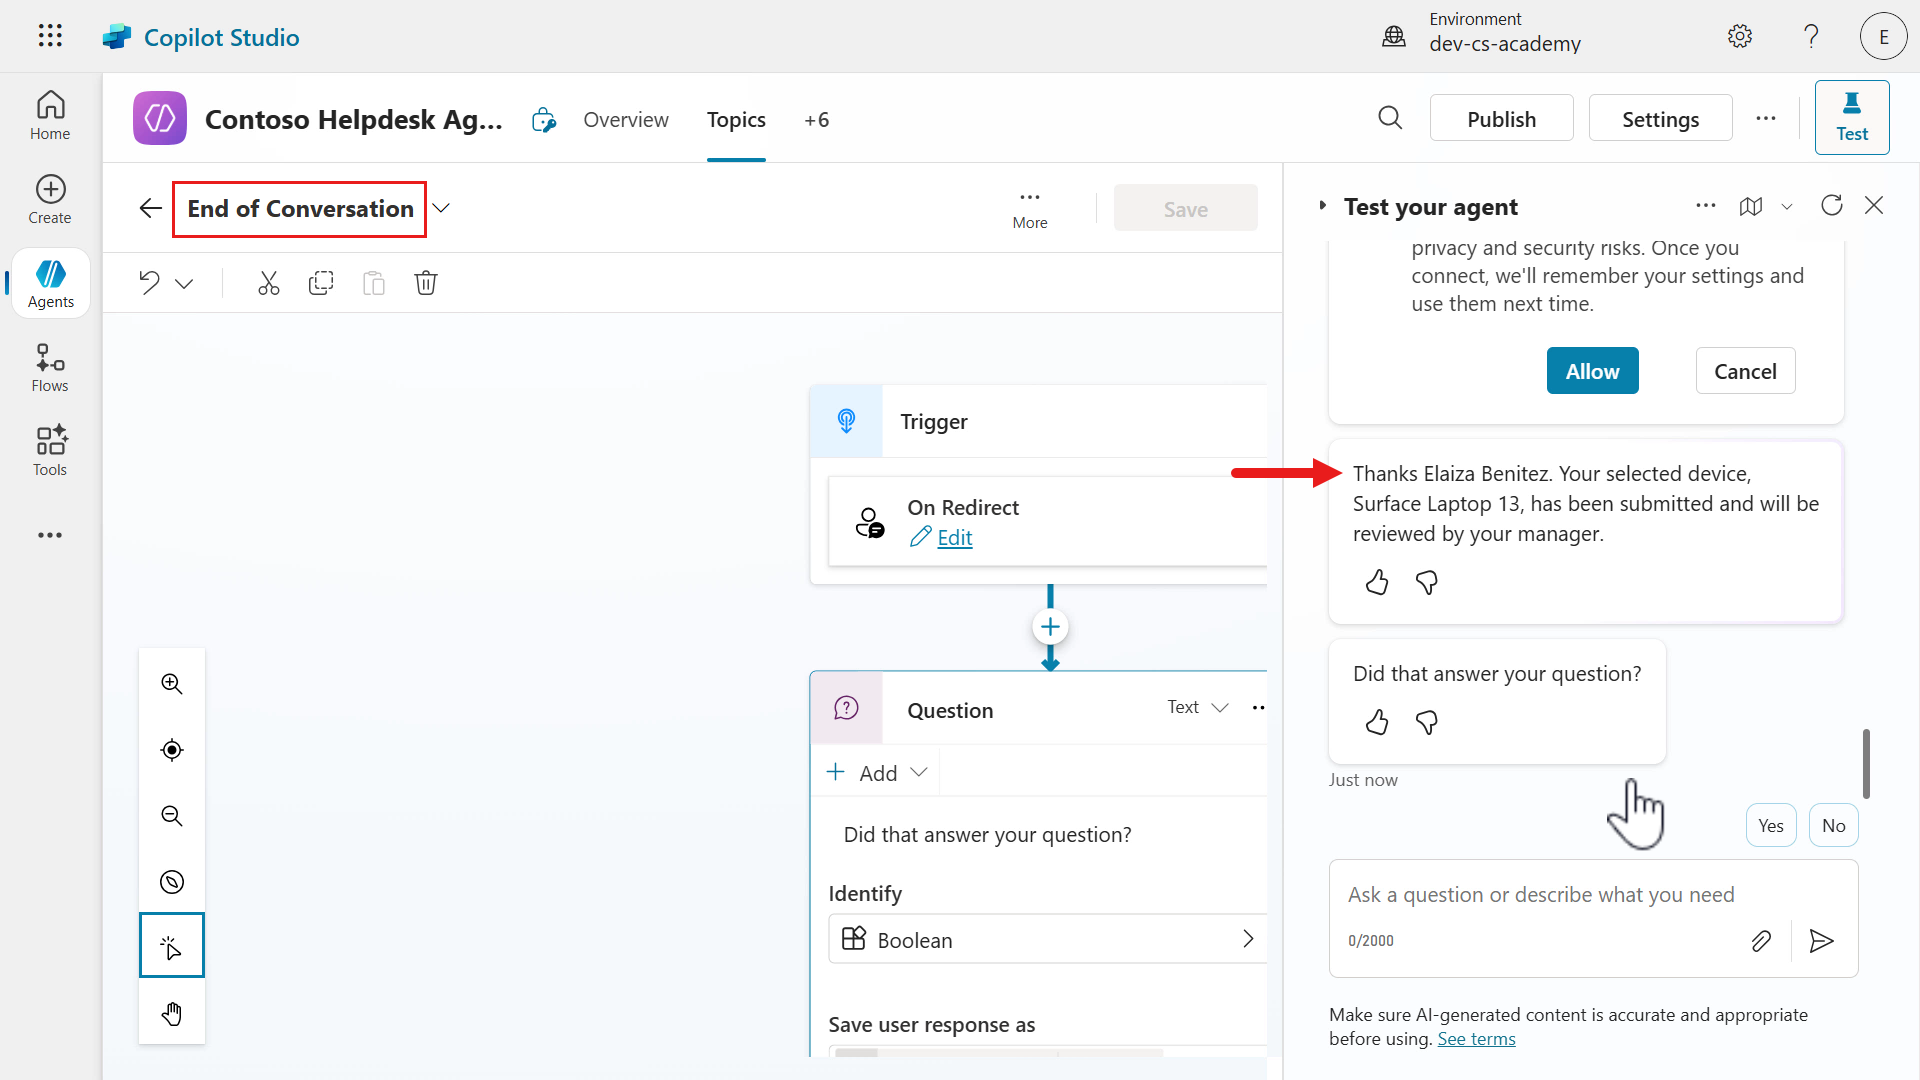 Copilot Studio
Environment
dev-cs-academy
E
Home
Create
Agents
Flows
Tools
Contoso Helpdesk Ag...
Overview
Topics
+6
Publish
Settings
Test
End of Conversation
More
Save
Trigger
On Redirect
Edit
Question
Text
Add
Did that answer your question?
Identify
Boolean
Save user response as
Test your agent
privacy and security risks. Once you
connect, we'll remember your settings and
use them next time.
Allow
Cancel
Thanks Elaiza Benitez. Your selected device,
Surface Laptop 13, has been submitted and will be
reviewed by your manager.
Did that answer your question?
Just now
Yes
No
Ask a question or describe what you need
0/2000
Make sure AI-generated content is accurate and appropriate
before using. See terms